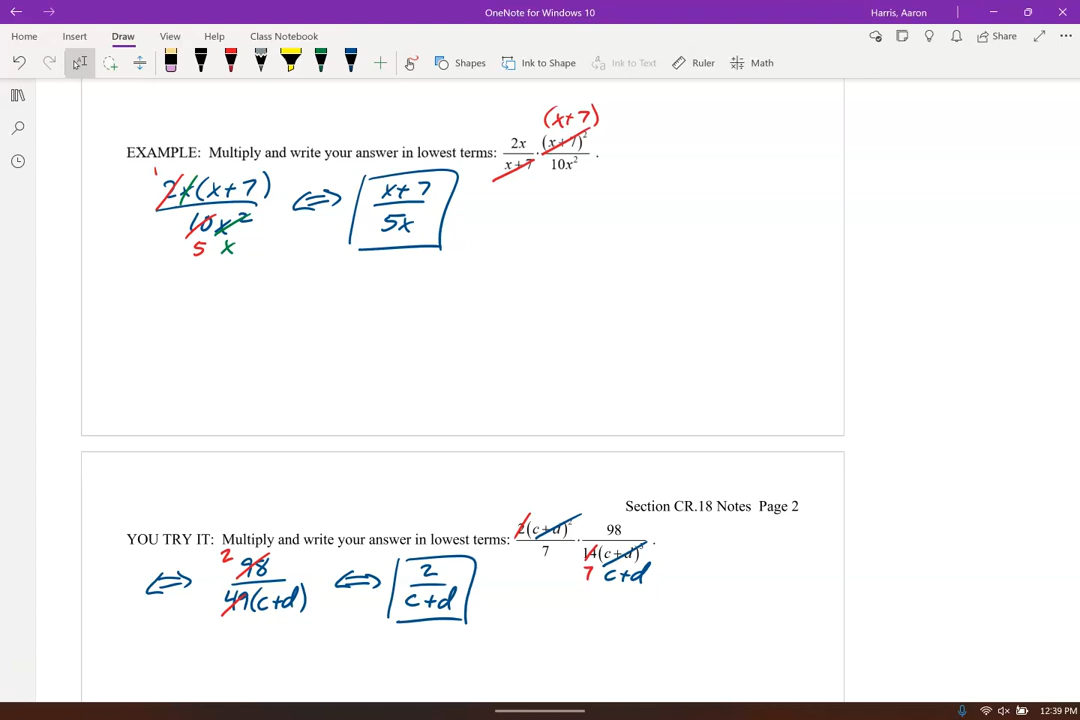 OneNote for Windows 10
Harris, Aaron
Home Insert Draw View Help Class Notebook
Share
Shapes Ink to Shape Ink to Text Ruler Math
(x+7)
EXAMPLE: Multiply and write your answer in lowest terms: 2x/x+7 · (x+7)²/10x² .
1 2x(x+7)/10x² ⇔ x+7/5x
5 x
Section CR.18 Notes Page 2
YOU TRY IT: Multiply and write your answer in lowest terms: 2(c+d)²/7 · 98/14(c+d)³ .
7 c+d
⇔ 2 98/49(c+d) ⇔ 2/c+d
12:39 PM